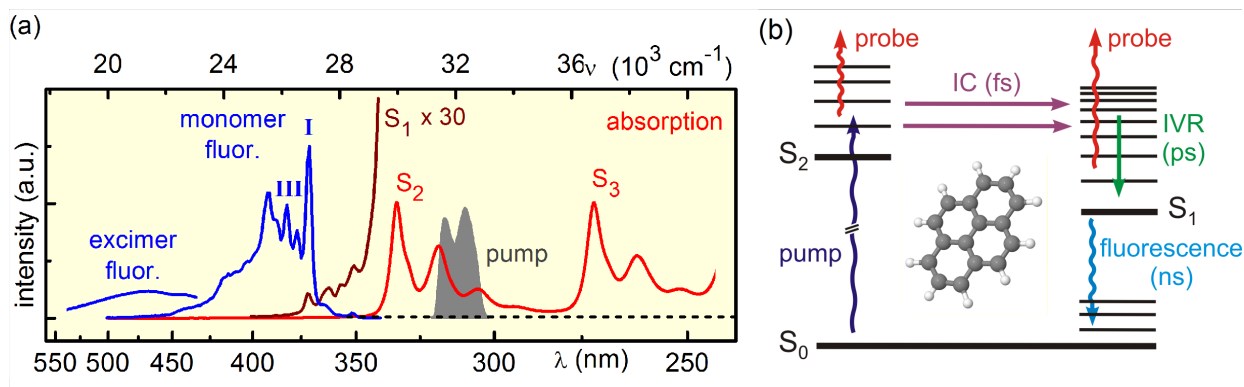 (a)
20 24 28 32 36 ν (10³ cm⁻¹)
intensity (a.u.)
monomer
fluor.
I
III
S₁ x 30
absorption
S₂
S₃
excimer
fluor.
pump
550 500 450 400 350 λ (nm) 300 250
(b)
probe
probe
IC (fs)
IVR
(ps)
S₂
S₁
pump
fluorescence
(ns)
S₀